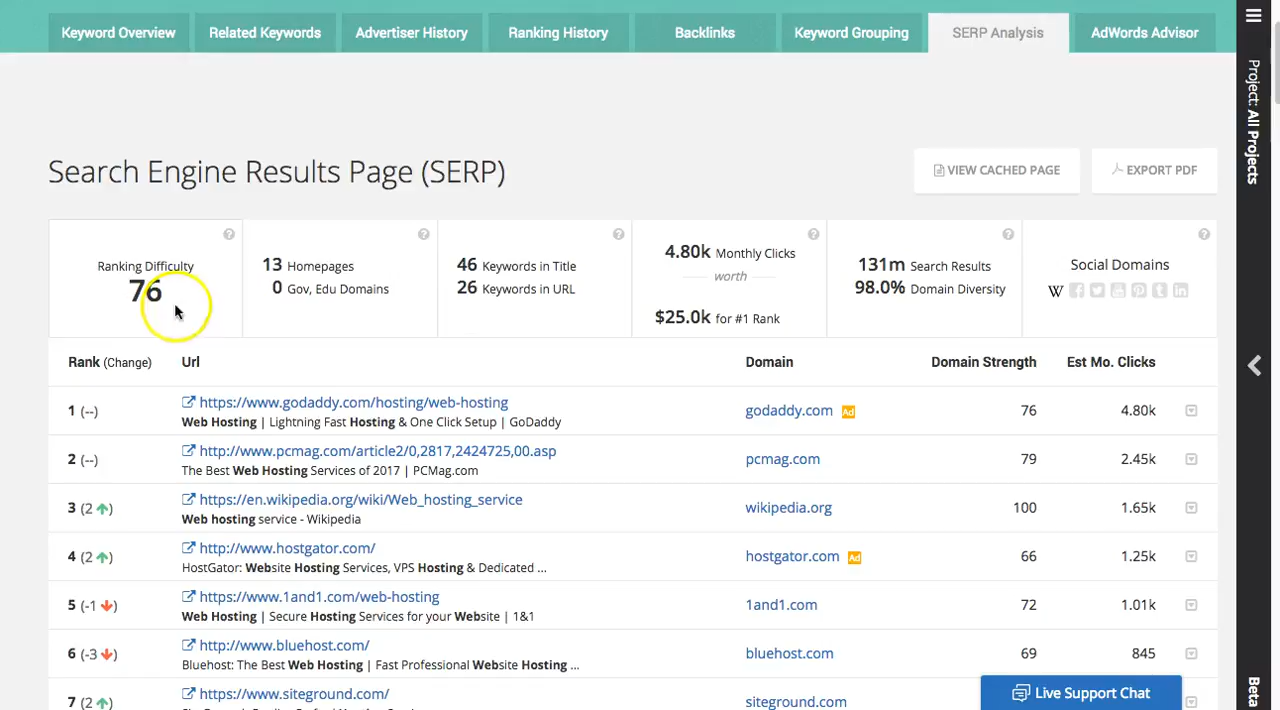 Keyword Overview
Related Keywords
Advertiser History
Ranking History
Backlinks
Keyword Grouping
SERP Analysis
AdWords Advisor
Project: All Projects
Search Engine Results Page (SERP)
VIEW CACHED PAGE
EXPORT PDF
Ranking Difficulty
76
13 Homepages
0 Gov, Edu Domains
46 Keywords in Title
26 Keywords in URL
4.80k Monthly Clicks
worth
$25.0k for #1 Rank
131m Search Results
98.0% Domain Diversity
Social Domains
W
Rank (Change) Url Domain Domain Strength Est Mo. Clicks
1 (--) https://www.godaddy.com/hosting/web-hosting godaddy.com Ad 76 4.80k
Web Hosting | Lightning Fast Hosting & One Click Setup | GoDaddy
2 (--) http://www.pcmag.com/article2/0,2817,2424725,00.asp pcmag.com 79 2.45k
The Best Web Hosting Services of 2017 | PCMag.com
3 (2 ↑) https://en.wikipedia.org/wiki/Web_hosting_service wikipedia.org 100 1.65k
Web hosting service - Wikipedia
4 (2 ↑) http://www.hostgator.com/ hostgator.com Ad 66 1.25k
HostGator: Website Hosting Services, VPS Hosting & Dedicated ...
5 (-1 ↓) https://www.1and1.com/web-hosting 1and1.com 72 1.01k
Web Hosting | Secure Hosting Services for your Website | 1&1
6 (-3 ↓) http://www.bluehost.com/ bluehost.com 69 845
Bluehost: The Best Web Hosting | Fast Professional Website Hosting ...
7 (2 ↑) https://www.siteground.com/ siteground.com
Live Support Chat
Beta